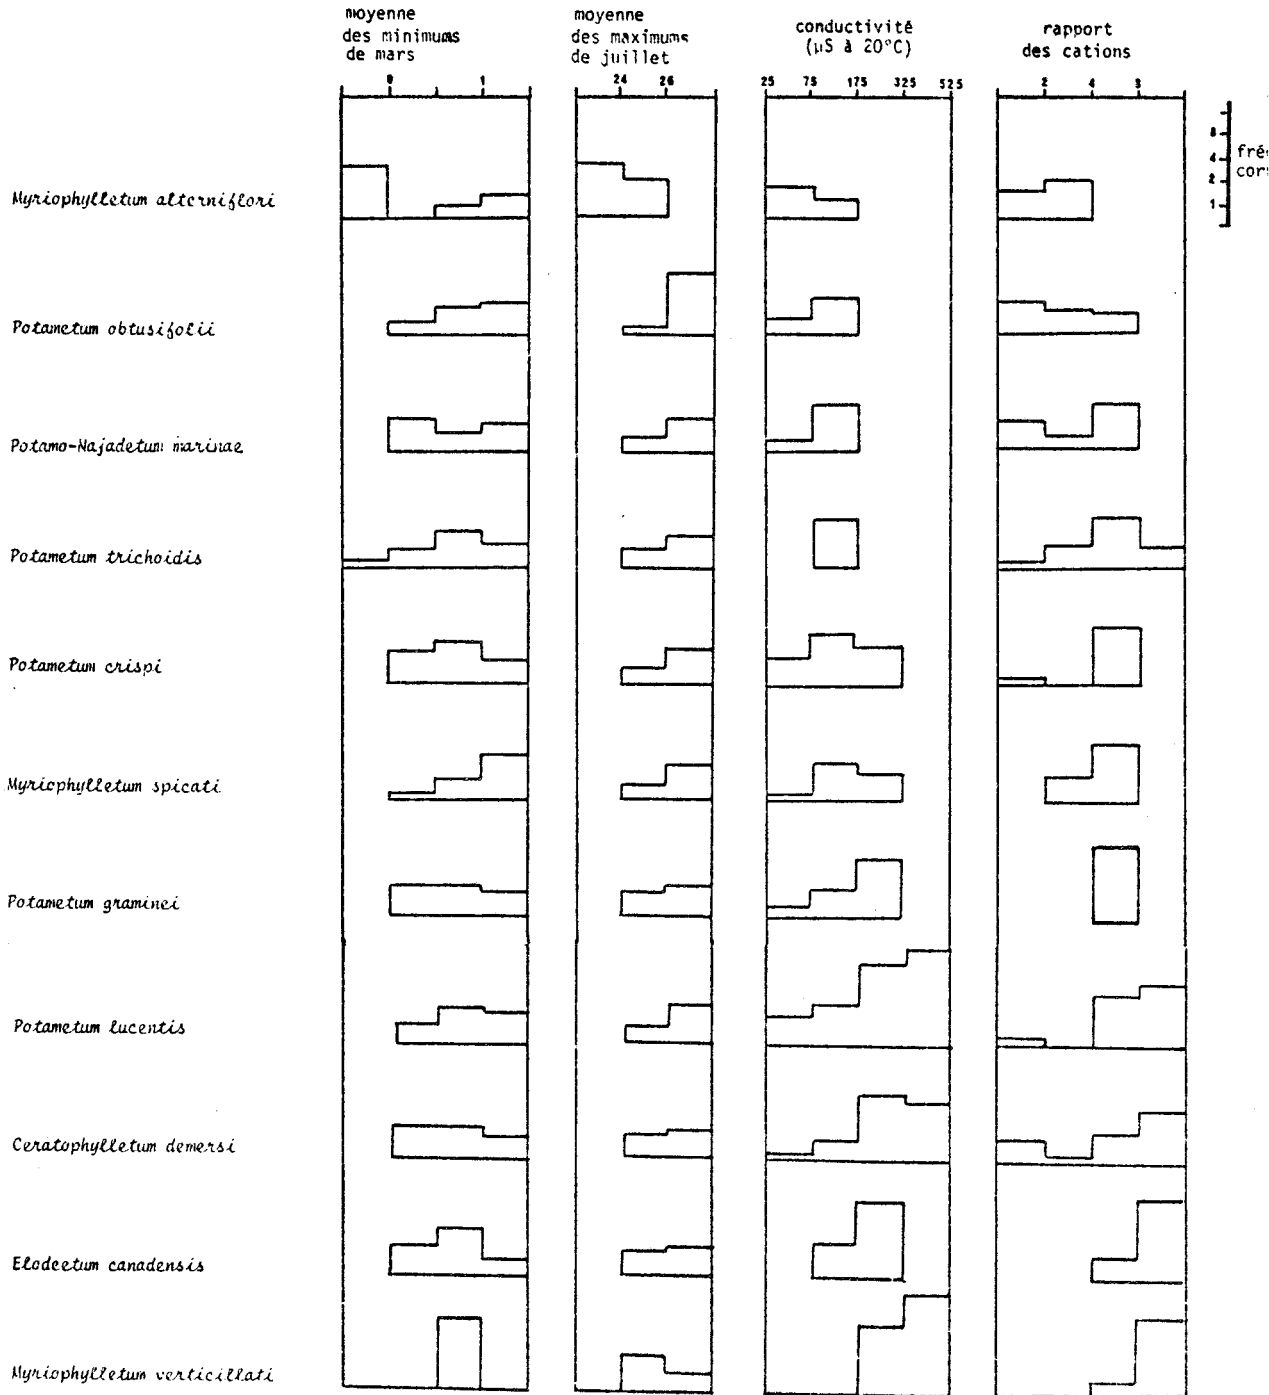 moyenne
des minimums
de mars
moyenne
des maximums
de juillet
conductivité
(µS à 20°C)
rapport
des cations
0 1
24 26
25 75 175 325 525
2 4
4
2
1
Myriophylletum alterniflori
Potametum obtusifolii
Potamo-Najadetum marinae
Potametum trichoidis
Potametum crispi
Myriophylletum spicati
Potametum graminei
Potametum lucentis
Ceratophylletum demersi
Elodeetum canadensis
Myriophylletum verticillati